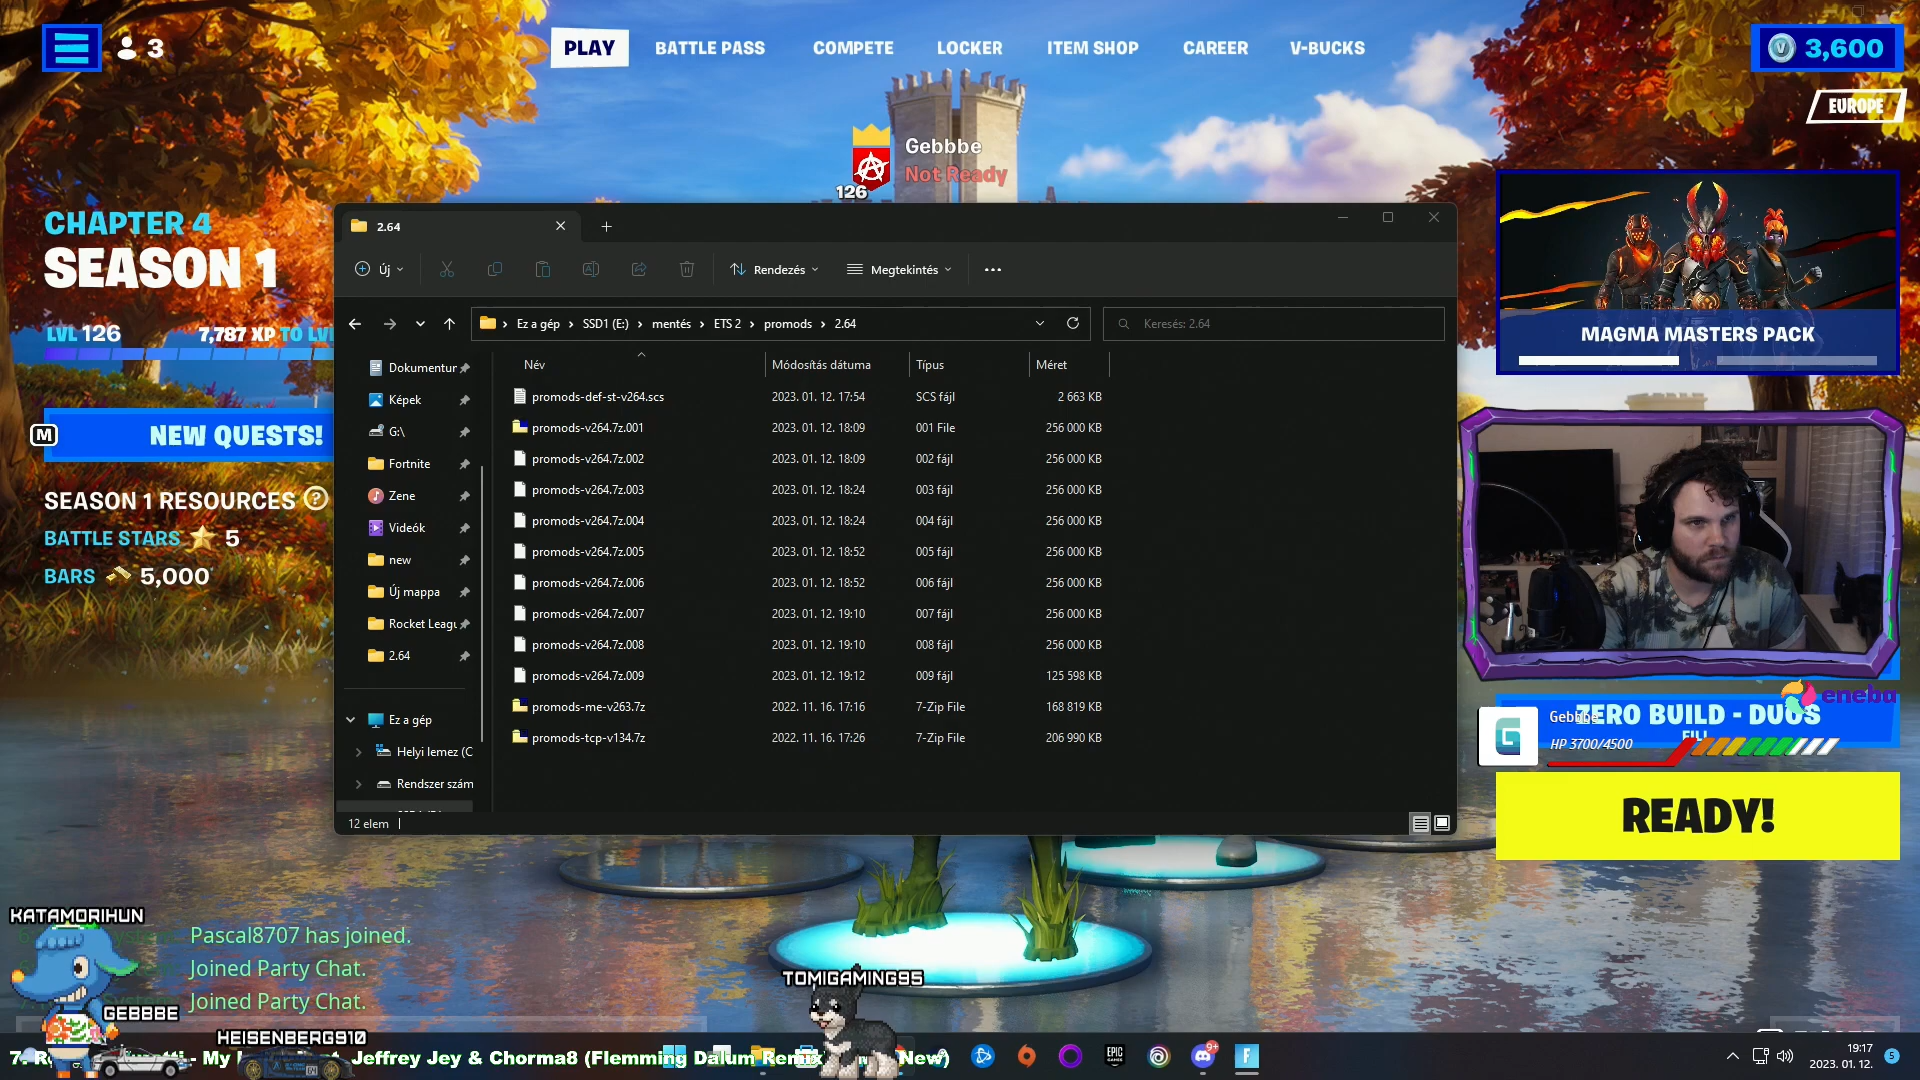 3
PLAY
BATTLE PASS
COMPETE
LOCKER
ITEM SHOP
CAREER
V-BUCKS
3,600
EUROPE
Gebbbe
Not Ready
126
CHAPTER 4
SEASON 1
LVL 126
7,787 XP TO LVL
M
NEW QUESTS!
SEASON 1 RESOURCES ?
BATTLE STARS 5
BARS 5,000
MAGMA MASTERS PACK
2.64
Új
Rendezés
Megtekintés
Ez a gép
SSD1 (E:)
mentés
ETS 2
promods
2.64
Keresés: 2.64
Képek
G:\
Fortnite
Zene
Videók
new
Új mappa
2.64
Ez a gép
Helyi lemez (C
Rendszer szám
Név Módosítás dátuma Típus Méret
promods-def-st-v264.scs 2023. 01. 12. 17:54 SCS fájl 2 663 KB
promods-v264.7z.001 2023. 01. 12. 18:09 001 File 256 000 KB
promods-v264.7z.002 2023. 01. 12. 18:09 002 fájl 256 000 KB
promods-v264.7z.003 2023. 01. 12. 18:24 003 fájl 256 000 KB
promods-v264.7z.004 2023. 01. 12. 18:24 004 fájl 256 000 KB
promods-v264.7z.005 2023. 01. 12. 18:52 005 fájl 256 000 KB
promods-v264.7z.006 2023. 01. 12. 18:52 006 fájl 256 000 KB
promods-v264.7z.007 2023. 01. 12. 19:10 007 fájl 256 000 KB
promods-v264.7z.008 2023. 01. 12. 19:10 008 fájl 256 000 KB
promods-v264.7z.009 2023. 01. 12. 19:12 009 fájl 125 598 KB
promods-me-v263.7z 2022. 11. 16. 17:16 7-Zip File 168 819 KB
promods-tcp-v134.7z 2022. 11. 16. 17:26 7-Zip File 206 990 KB
12 elem
eneba
ZERO BUILD - DUOS
Gebbbe
HP 3700/4500
READY!
KATAMORIHUN
Pascal8707 has joined.
Joined Party Chat.
Joined Party Chat.
GEBBBE
HEISENBERG910
TOMIGAMING95
Jeffrey Jey & Chorma8 (Flemming Dalum Remix
New)
EPIC GAMES
9+
19:17
2023. 01. 12.
5